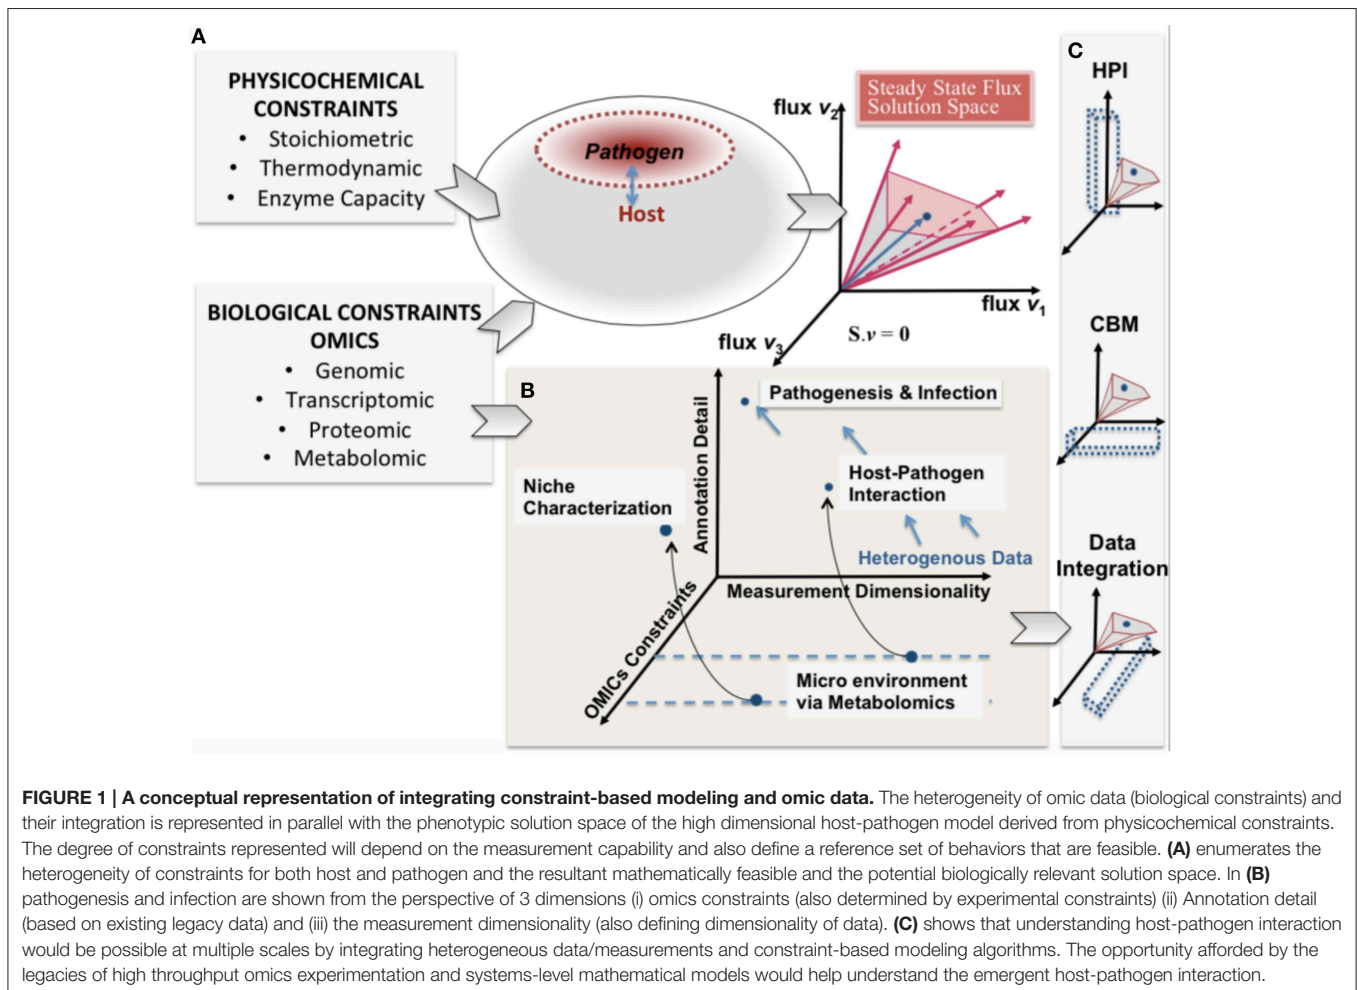 A
PHYSICOCHEMICAL
CONSTRAINTS
• Stoichiometric
• Thermodynamic
• Enzyme Capacity
BIOLOGICAL CONSTRAINTS
OMICS
• Genomic
• Transcriptomic
• Proteomic
• Metabolomic
Pathogen
Host
flux v2
Steady State Flux
Solution Space
flux v1
flux v3
S.v = 0
B
Annotation Detail
Pathogenesis & Infection
Host-Pathogen
Interaction
Niche
Characterization
Heterogenous Data
Measurement Dimensionality
OMICs Constraints
Micro environment
via Metabolomics
C
HPI
CBM
Data
Integration
FIGURE 1 | A conceptual representation of integrating constraint-based modeling and omic data. The heterogeneity of omic data (biological constraints) and
their integration is represented in parallel with the phenotypic solution space of the high dimensional host-pathogen model derived from physicochemical constraints.
The degree of constraints represented will depend on the measurement capability and also define a reference set of behaviors that are feasible. (A) enumerates the
heterogeneity of constraints for both host and pathogen and the resultant mathematically feasible and the potential biologically relevant solution space. In (B)
pathogenesis and infection are shown from the perspective of 3 dimensions (i) omics constraints (also determined by experimental constraints) (ii) Annotation detail
(based on existing legacy data) and (iii) the measurement dimensionality (also defining dimensionality of data). (C) shows that understanding host-pathogen interaction
would be possible at multiple scales by integrating heterogeneous data/measurements and constraint-based modeling algorithms. The opportunity afforded by the
legacies of high throughput omics experimentation and systems-level mathematical models would help understand the emergent host-pathogen interaction.